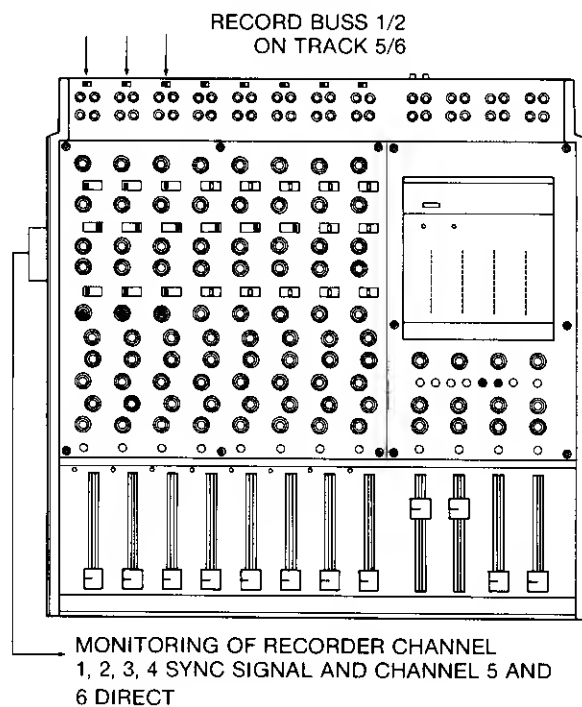 RECORD BUSS 1/2
ON TRACK 5/6
MONITORING OF RECORDER CHANNEL
1, 2, 3, 4 SYNC SIGNAL AND CHANNEL 5 AND
6 DIRECT